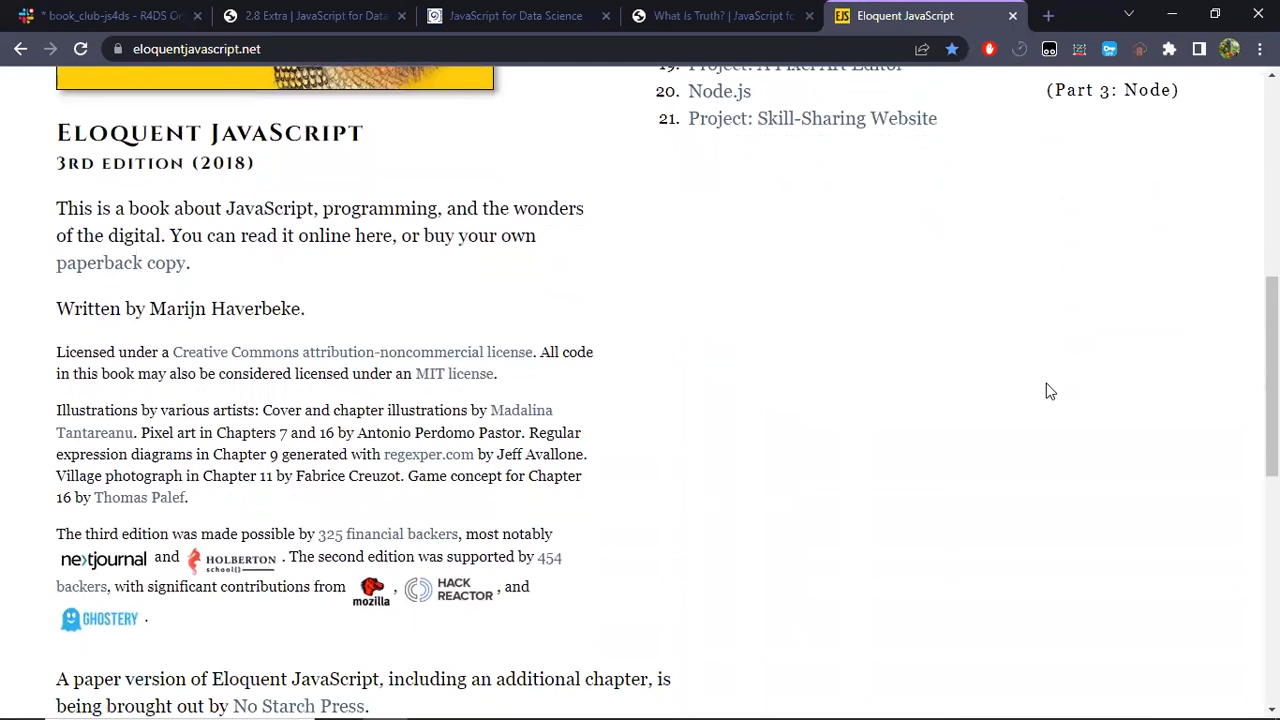 * book_club-js4ds - R4DS On
2.8 Extra | JavaScript for Data
JavaScript for Data Science
What Is Truth? | JavaScript fo
Eloquent JavaScript
eloquentjavascript.net
19. Project: A Pixel Art Editor
20. Node.js
(Part 3: Node)
21. Project: Skill-Sharing Website
ELOQUENT JAVASCRIPT
3RD EDITION (2018)
This is a book about JavaScript, programming, and the wonders
of the digital. You can read it online here, or buy your own
paperback copy.
Written by Marijn Haverbeke.
Licensed under a Creative Commons attribution-noncommercial license. All code
in this book may also be considered licensed under an MIT license.
Illustrations by various artists: Cover and chapter illustrations by Madalina
Tantareanu. Pixel art in Chapters 7 and 16 by Antonio Perdomo Pastor. Regular
expression diagrams in Chapter 9 generated with regexper.com by Jeff Avallone.
Village photograph in Chapter 11 by Fabrice Creuzot. Game concept for Chapter
16 by Thomas Palef.
The third edition was made possible by 325 financial backers, most notably
nextjournal and HOLBERTON school() . The second edition was supported by 454
backers, with significant contributions from mozilla , HACK REACTOR , and
GHOSTERY .
A paper version of Eloquent JavaScript, including an additional chapter, is
being brought out by No Starch Press.